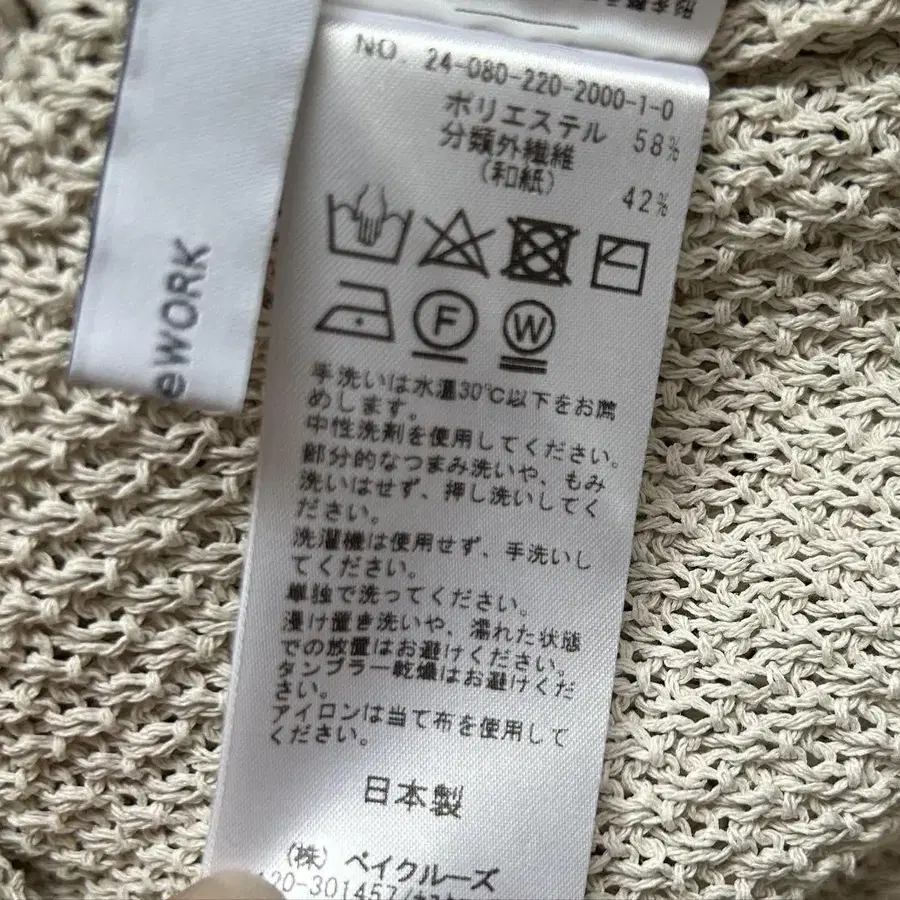 NO. 24-080-220-2000-1-0
ポリエステル 58%
分類外繊維
(和紙) 42%
F W
手洗いは水温30℃以下をお薦
めします。
中性洗剤を使用してください。
部分的なつまみ洗いや、もみ
洗いはせず、押し洗いしてく
ださい。
洗濯機は使用せず、手洗いし
てください。
単独で洗ってください。
浸け置き洗いや、濡れた状態
での放置はお避けください。
タンブラー乾燥はお避けくだ
さい。
アイロンは当て布を使用して
ください。
日本製
(株) ベイクルーズ
20-301457/
eWORK